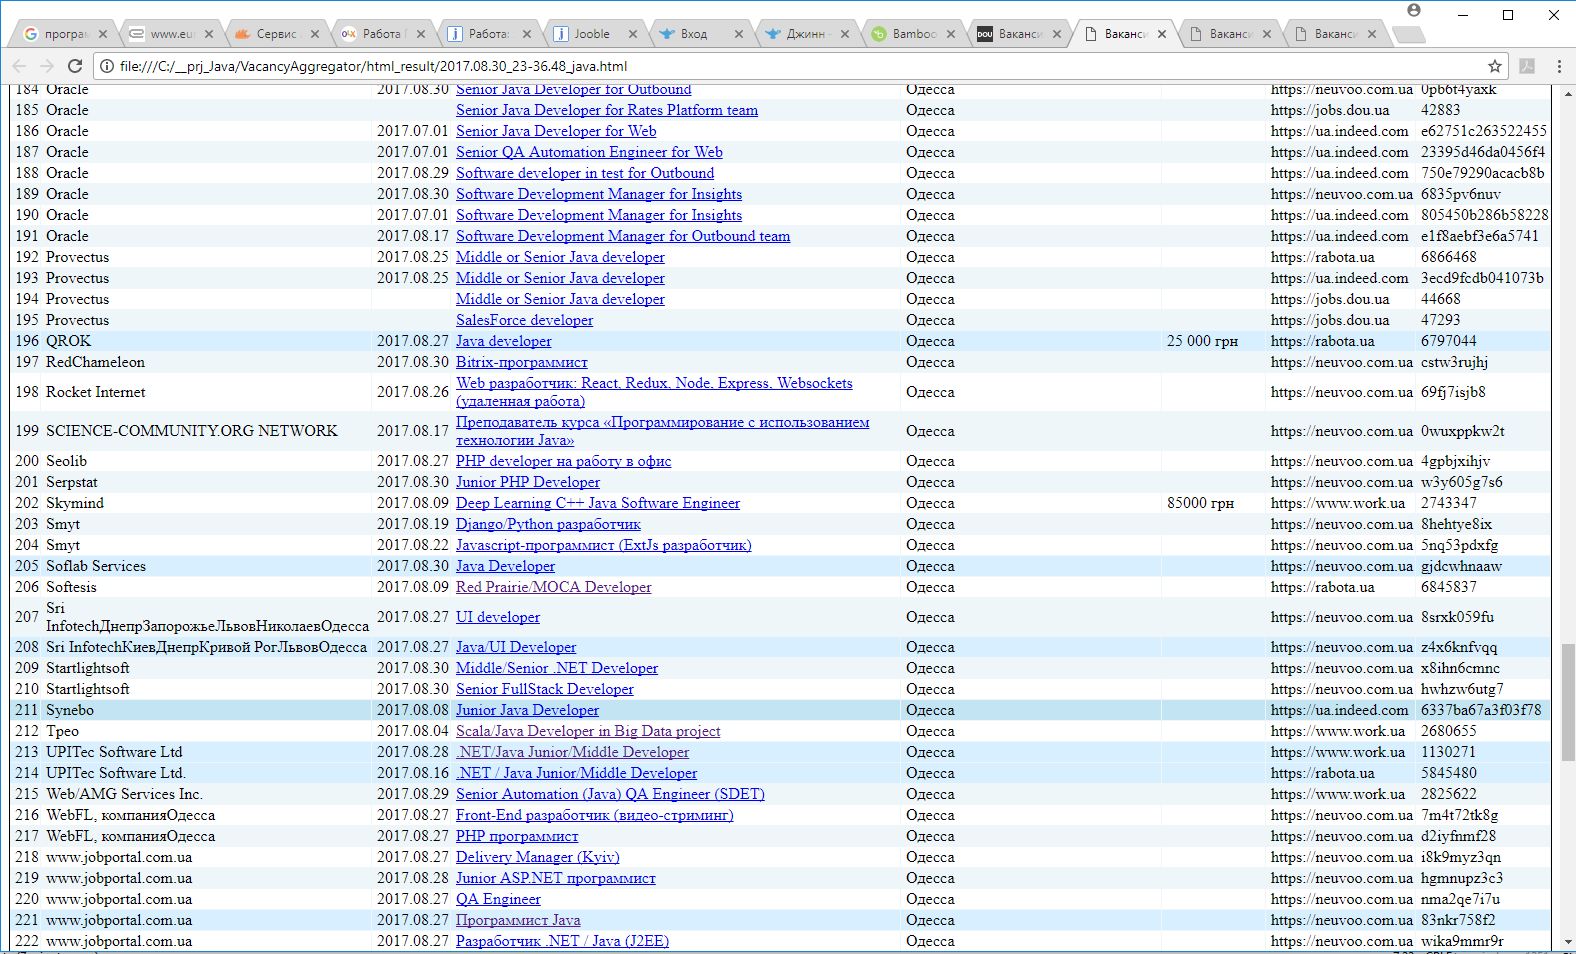 програм
www.eur
Сервис
Работа
Работа:
Jooble
Вход
Джинн –
Bamboo
DOU Ваканси
Ваканси
Ваканси
Ваканси
file:///C:/__prj_Java/VacancyAggregator/html_result/2017.08.30_23-36.48_java.html
184 Oracle 2017.08.30 Senior Java Developer for Outbound Одесса https://neuvoo.com.ua 0pb6t4yaxk
185 Oracle Senior Java Developer for Rates Platform team Одесса https://jobs.dou.ua 42883
186 Oracle 2017.07.01 Senior Java Developer for Web Одесса https://ua.indeed.com e62751c263522455
187 Oracle 2017.07.01 Senior QA Automation Engineer for Web Одесса https://ua.indeed.com 23395d46da0456f4
188 Oracle 2017.08.29 Software developer in test for Outbound Одесса https://ua.indeed.com 750e79290acacb8b
189 Oracle 2017.08.30 Software Development Manager for Insights Одесса https://neuvoo.com.ua 6835pv6nuv
190 Oracle 2017.07.01 Software Development Manager for Insights Одесса https://ua.indeed.com 805450b286b58228
191 Oracle 2017.08.17 Software Development Manager for Outbound team Одесса https://ua.indeed.com e1f8aebf3e6a5741
192 Provectus 2017.08.25 Middle or Senior Java developer Одесса https://rabota.ua 6866468
193 Provectus 2017.08.25 Middle or Senior Java developer Одесса https://ua.indeed.com 3ecd9fcdb041073b
194 Provectus Middle or Senior Java developer Одесса https://jobs.dou.ua 44668
195 Provectus SalesForce developer Одесса https://jobs.dou.ua 47293
196 QROK 2017.08.27 Java developer Одесса 25 000 грн https://rabota.ua 6797044
197 RedChameleon 2017.08.30 Bitrix-программист Одесса https://neuvoo.com.ua cstw3rujhj
198 Rocket Internet 2017.08.26 Web разработчик: React, Redux, Node, Express, Websockets
(удаленная работа) Одесса https://neuvoo.com.ua 69fj7isjb8
199 SCIENCE-COMMUNITY.ORG NETWORK 2017.08.17 Преподаватель курса «Программирование с использованием
технологии Java» Одесса https://neuvoo.com.ua 0wuxppkw2t
200 Seolib 2017.08.27 PHP developer на работу в офис Одесса https://neuvoo.com.ua 4gpbjxihjv
201 Serpstat 2017.08.30 Junior PHP Developer Одесса https://neuvoo.com.ua w3y605g7s6
202 Skymind 2017.08.09 Deep Learning C++ Java Software Engineer Одесса 85000 грн https://www.work.ua 2743347
203 Smyt 2017.08.19 Django/Python разработчик Одесса https://neuvoo.com.ua 8hehtye8ix
204 Smyt 2017.08.22 Javascript-программист (ExtJs разработчик) Одесса https://neuvoo.com.ua 5nq53pdxfg
205 Soflab Services 2017.08.30 Java Developer Одесса https://neuvoo.com.ua gjdcwhnaaw
206 Softesis 2017.08.09 Red Prairie/MOCA Developer Одесса https://rabota.ua 6845837
207 Sri
InfotechДнепрЗапорожьеЛьвовНиколаевОдесса 2017.08.27 UI developer Одесса https://neuvoo.com.ua 8srxk059fu
208 Sri InfotechКиевДнепрКривой РогЛьвовОдесса 2017.08.27 Java/UI Developer Одесса https://neuvoo.com.ua z4x6knfvqq
209 Startlightsoft 2017.08.30 Middle/Senior .NET Developer Одесса https://neuvoo.com.ua x8ihn6cmnc
210 Startlightsoft 2017.08.30 Senior FullStack Developer Одесса https://neuvoo.com.ua hwhzw6utg7
211 Synebo 2017.08.08 Junior Java Developer Одесса https://ua.indeed.com 6337ba67a3f03f78
212 Трео 2017.08.04 Scala/Java Developer in Big Data project Одесса https://www.work.ua 2680655
213 UPITec Software Ltd 2017.08.28 .NET/Java Junior/Middle Developer Одесса https://www.work.ua 1130271
214 UPITec Software Ltd. 2017.08.16 .NET / Java Junior/Middle Developer Одесса https://rabota.ua 5845480
215 Web/AMG Services Inc. 2017.08.29 Senior Automation (Java) QA Engineer (SDET) Одесса https://www.work.ua 2825622
216 WebFL, компанияОдесса 2017.08.27 Front-End разработчик (видео-стриминг) Одесса https://neuvoo.com.ua 7m4t72tk8g
217 WebFL, компанияОдесса 2017.08.27 PHP программист Одесса https://neuvoo.com.ua d2iyfnmf28
218 www.jobportal.com.ua 2017.08.27 Delivery Manager (Kyiv) Одесса https://neuvoo.com.ua i8k9myz3qn
219 www.jobportal.com.ua 2017.08.28 Junior ASP.NET программист Одесса https://neuvoo.com.ua hgmnupz3c3
220 www.jobportal.com.ua 2017.08.27 QA Engineer Одесса https://neuvoo.com.ua nma2qe7i7u
221 www.jobportal.com.ua 2017.08.27 Программист Java Одесса https://neuvoo.com.ua 83nkr758f2
222 www.jobportal.com.ua 2017.08.27 Разработчик .NET / Java (J2EE) Одесса https://neuvoo.com.ua wika9mmr9r